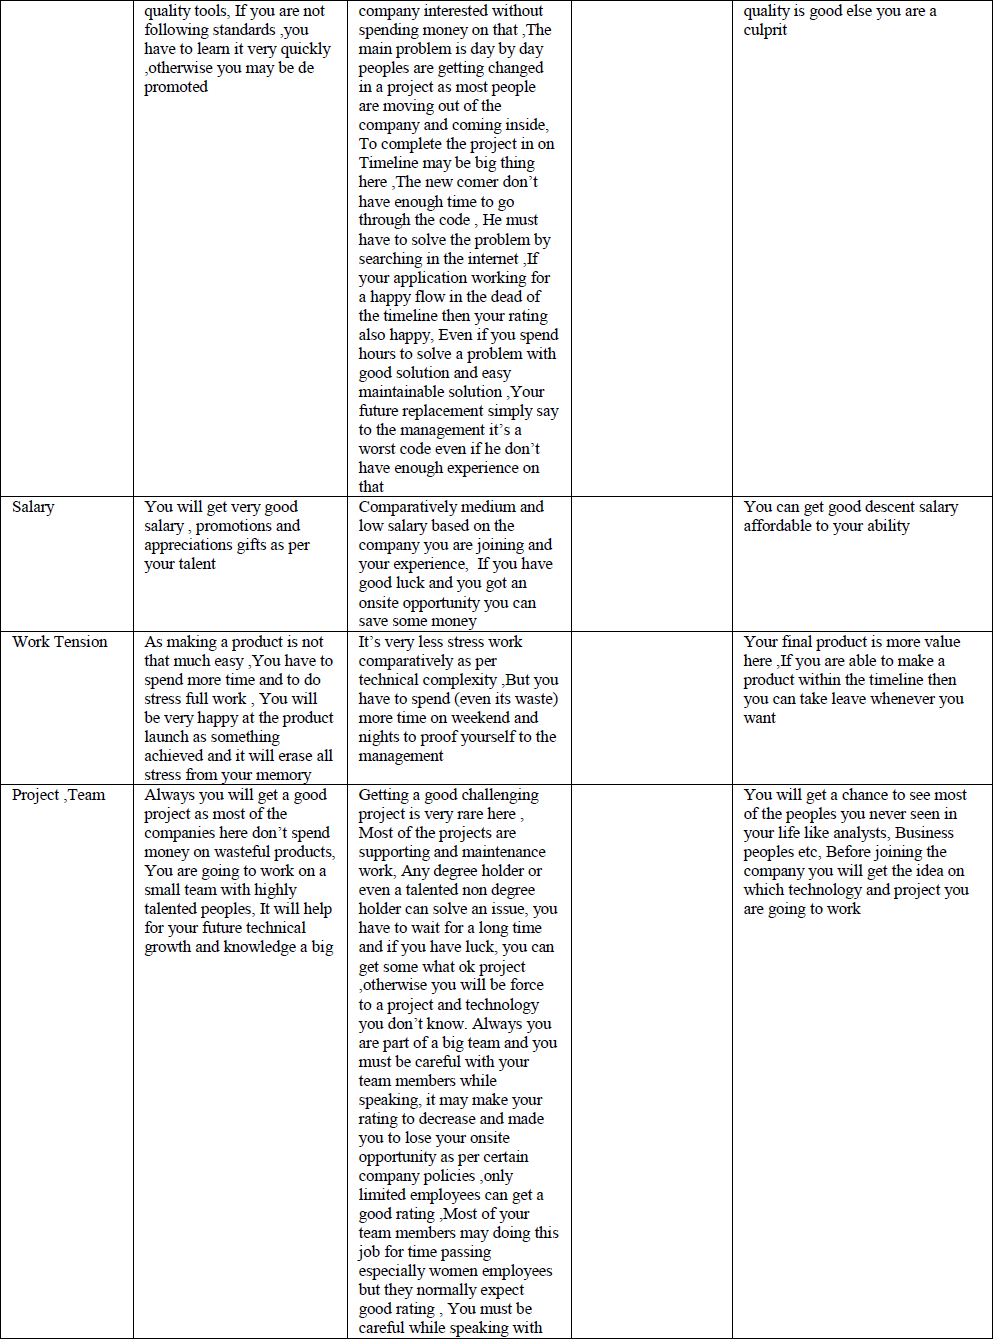 quality tools, If you are not
following standards ,you
have to learn it very quickly
,otherwise you may be de
promoted
company interested without
spending money on that ,The
main problem is day by day
peoples are getting changed
in a project as most people
are moving out of the
company and coming inside,
To complete the project in on
Timeline may be big thing
here ,The new comer don’t
have enough time to go
through the code , He must
have to solve the problem by
searching in the internet ,If
your application working for
a happy flow in the dead of
the timeline then your rating
also happy, Even if you spend
hours to solve a problem with
good solution and easy
maintainable solution ,Your
future replacement simply say
to the management it’s a
worst code even if he don’t
have enough experience on
that
quality is good else you are a
culprit
Salary
You will get very good
salary , promotions and
appreciations gifts as per
your talent
Comparatively medium and
low salary based on the
company you are joining and
your experience,  If you have
good luck and you got an
onsite opportunity you can
save some money
You can get good descent salary
affordable to your ability
Work Tension
As making a product is not
that much easy ,You have to
spend more time and to do
stress full work , You will
be very happy at the product
launch as something
achieved and it will erase all
stress from your memory
It’s very less stress work
comparatively as per
technical complexity ,But you
have to spend (even its waste)
more time on weekend and
nights to proof yourself to the
management
Your final product is more value
here ,If you are able to make a
product within the timeline then
you can take leave whenever you
want
Project ,Team
Always you will get a good
project as most of the
companies here don’t spend
money on wasteful products,
You are going to work on a
small team with highly
talented peoples, It will help
for your future technical
growth and knowledge a big
Getting a good challenging
project is very rare here ,
Most of the projects are
supporting and maintenance
work, Any degree holder or
even a talented non degree
holder can solve an issue, you
have to wait for a long time
and if you have luck, you can
get some what ok project
,otherwise you will be force
to a project and technology
you don’t know. Always you
are part of a big team and you
must be careful with your
team members while
speaking, it may make your
rating to decrease and made
you to lose your onsite
opportunity as per certain
company policies ,only
limited employees can get a
good rating ,Most of your
team members may doing this
job for time passing
especially women employees
but they normally expect
good rating , You must be
careful while speaking with
You will get a chance to see most
of the peoples you never seen in
your life like analysts, Business
peoples etc, Before joining the
company you will get the idea on
which technology and project you
are going to work